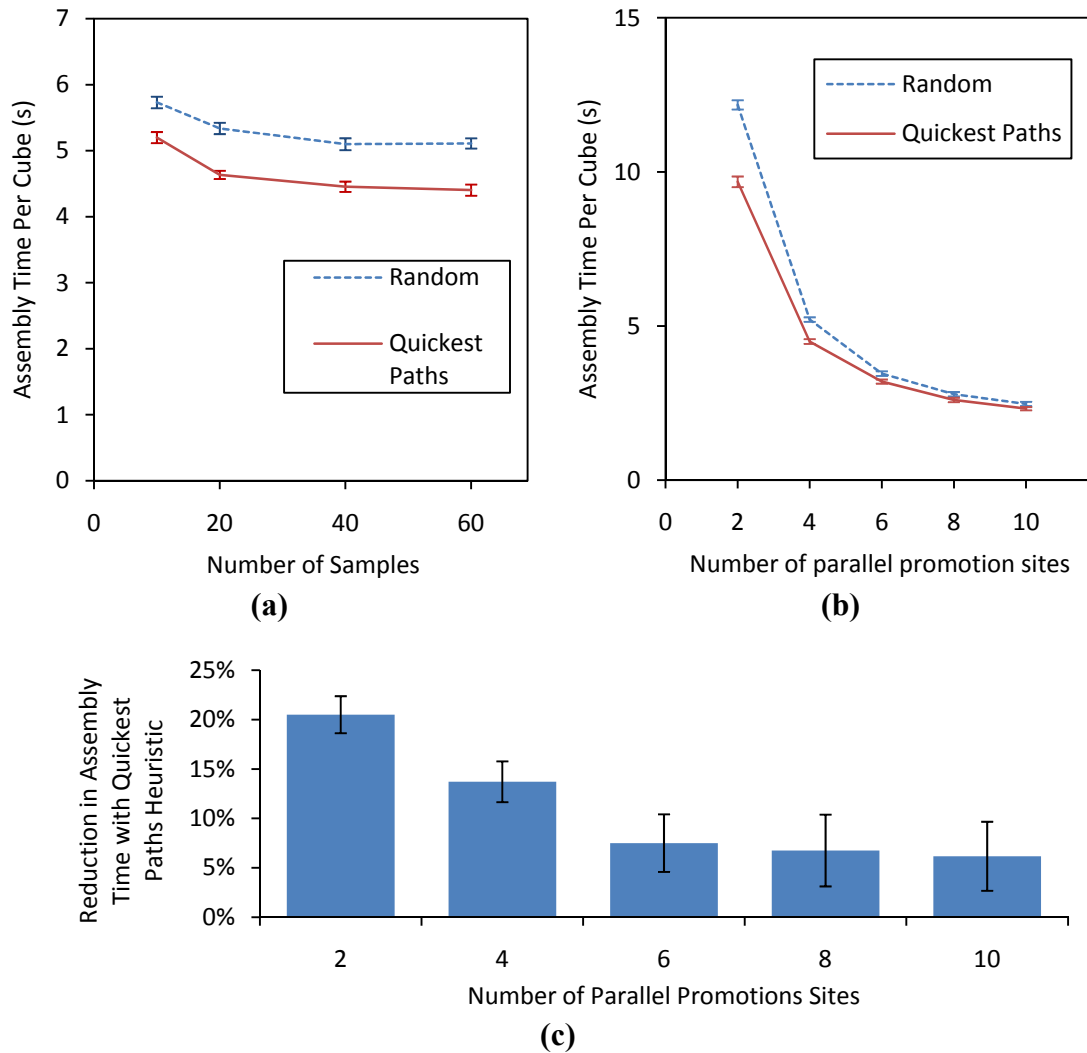 7
6
5
4
3
2
1
0
0 20 40 60
Assembly Time Per Cube (s)
Number of Samples
Random
Quickest
Paths
(a)
15
10
5
0
0 2 4 6 8 10
Assembly Time Per Cube (s)
Number of parallel promotion sites
Random
Quickest Paths
(b)
25%
20%
15%
10%
5%
0%
2 4 6 8 10
Reduction in Assembly
Time with Quickest
Paths Heuristic
Number of Parallel Promotions Sites
(c)